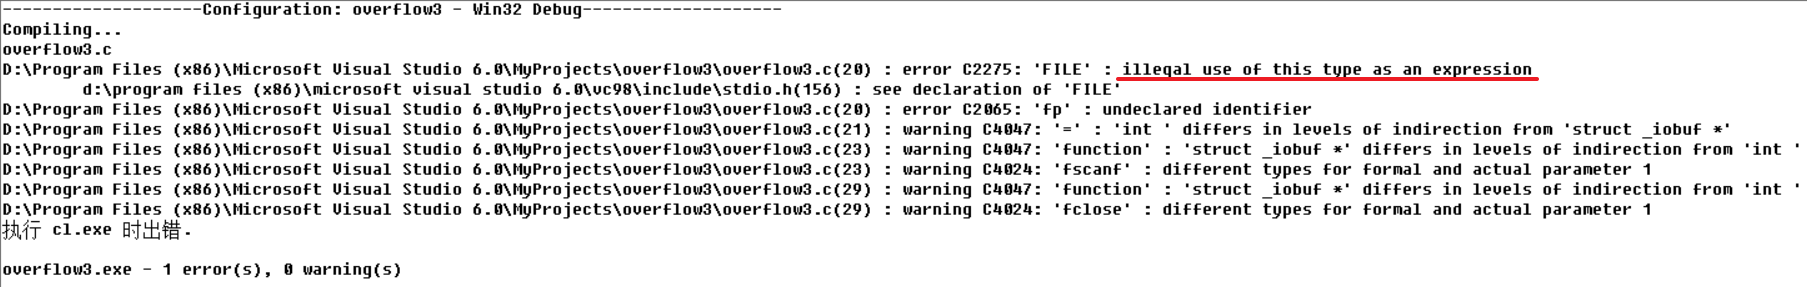 --------------------Configuration: overflow3 - Win32 Debug--------------------
Compiling...
overflow3.c
D:\Program Files (x86)\Microsoft Visual Studio 6.0\MyProjects\overflow3\overflow3.c(20) : error C2275: 'FILE' : illegal use of this type as an expression
        d:\program files (x86)\microsoft visual studio 6.0\vc98\include\stdio.h(156) : see declaration of 'FILE'
D:\Program Files (x86)\Microsoft Visual Studio 6.0\MyProjects\overflow3\overflow3.c(20) : error C2065: 'fp' : undeclared identifier
D:\Program Files (x86)\Microsoft Visual Studio 6.0\MyProjects\overflow3\overflow3.c(21) : warning C4047: '=' : 'int ' differs in levels of indirection from 'struct _iobuf *'
D:\Program Files (x86)\Microsoft Visual Studio 6.0\MyProjects\overflow3\overflow3.c(23) : warning C4047: 'function' : 'struct _iobuf *' differs in levels of indirection from 'int '
D:\Program Files (x86)\Microsoft Visual Studio 6.0\MyProjects\overflow3\overflow3.c(23) : warning C4024: 'fscanf' : different types for formal and actual parameter 1
D:\Program Files (x86)\Microsoft Visual Studio 6.0\MyProjects\overflow3\overflow3.c(29) : warning C4047: 'function' : 'struct _iobuf *' differs in levels of indirection from 'int '
D:\Program Files (x86)\Microsoft Visual Studio 6.0\MyProjects\overflow3\overflow3.c(29) : warning C4024: 'fclose' : different types for formal and actual parameter 1
执行 cl.exe 时出错.
overflow3.exe - 1 error(s), 0 warning(s)